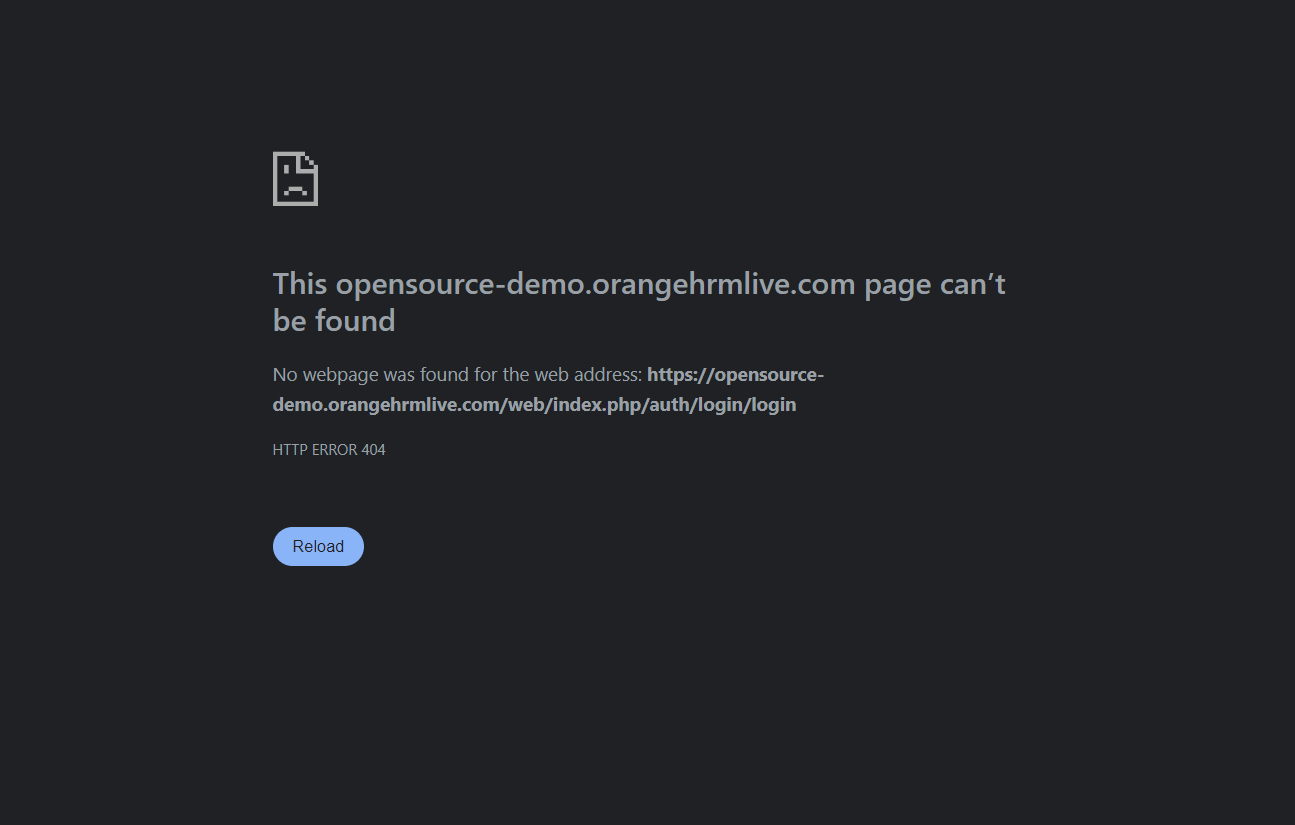 This opensource-demo.orangehrmlive.com page can’t
be found
No webpage was found for the web address: https://opensource-
demo.orangehrmlive.com/web/index.php/auth/login/login
HTTP ERROR 404
Reload